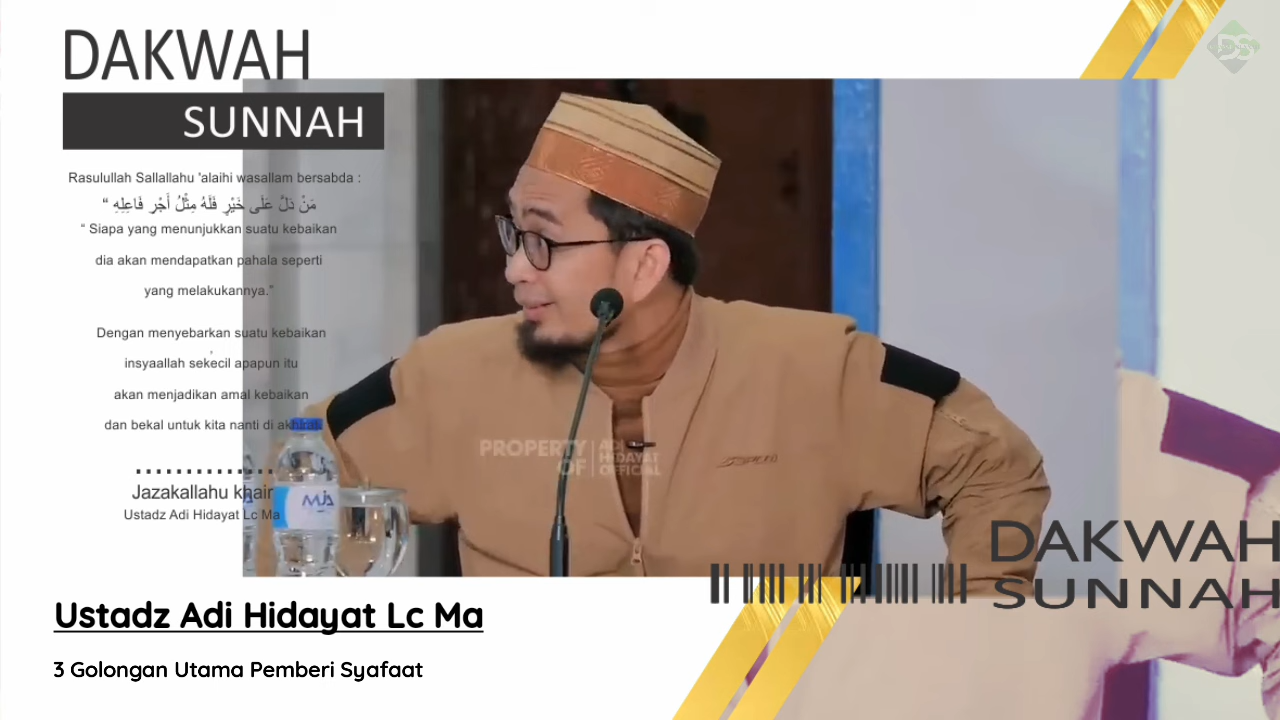 DAKWAH
SUNNAH
Rasulullah Sallallahu 'alaihi wasallam bersabda :
“ مَنْ دَلَّ عَلَى خَيْرٍ فَلَهُ مِثْلُ أَجْرِ فَاعِلِهِ
“ Siapa yang menunjukkan suatu kebaikan
dia akan mendapatkan pahala seperti
yang melakukannya.”
Dengan menyebarkan suatu kebaikan
insyaallah sekecil apapun itu
akan menjadikan amal kebaikan
dan bekal untuk kita nanti di akhirat.
Jazakallahu khair
Ustadz Adi Hidayat Lc Ma
MJA
PROPERTY OF
ADI HIDAYAT OFFICIAL
DAKWAH
SUNNAH
Ustadz Adi Hidayat Lc Ma
3 Golongan Utama Pemberi Syafaat
DS